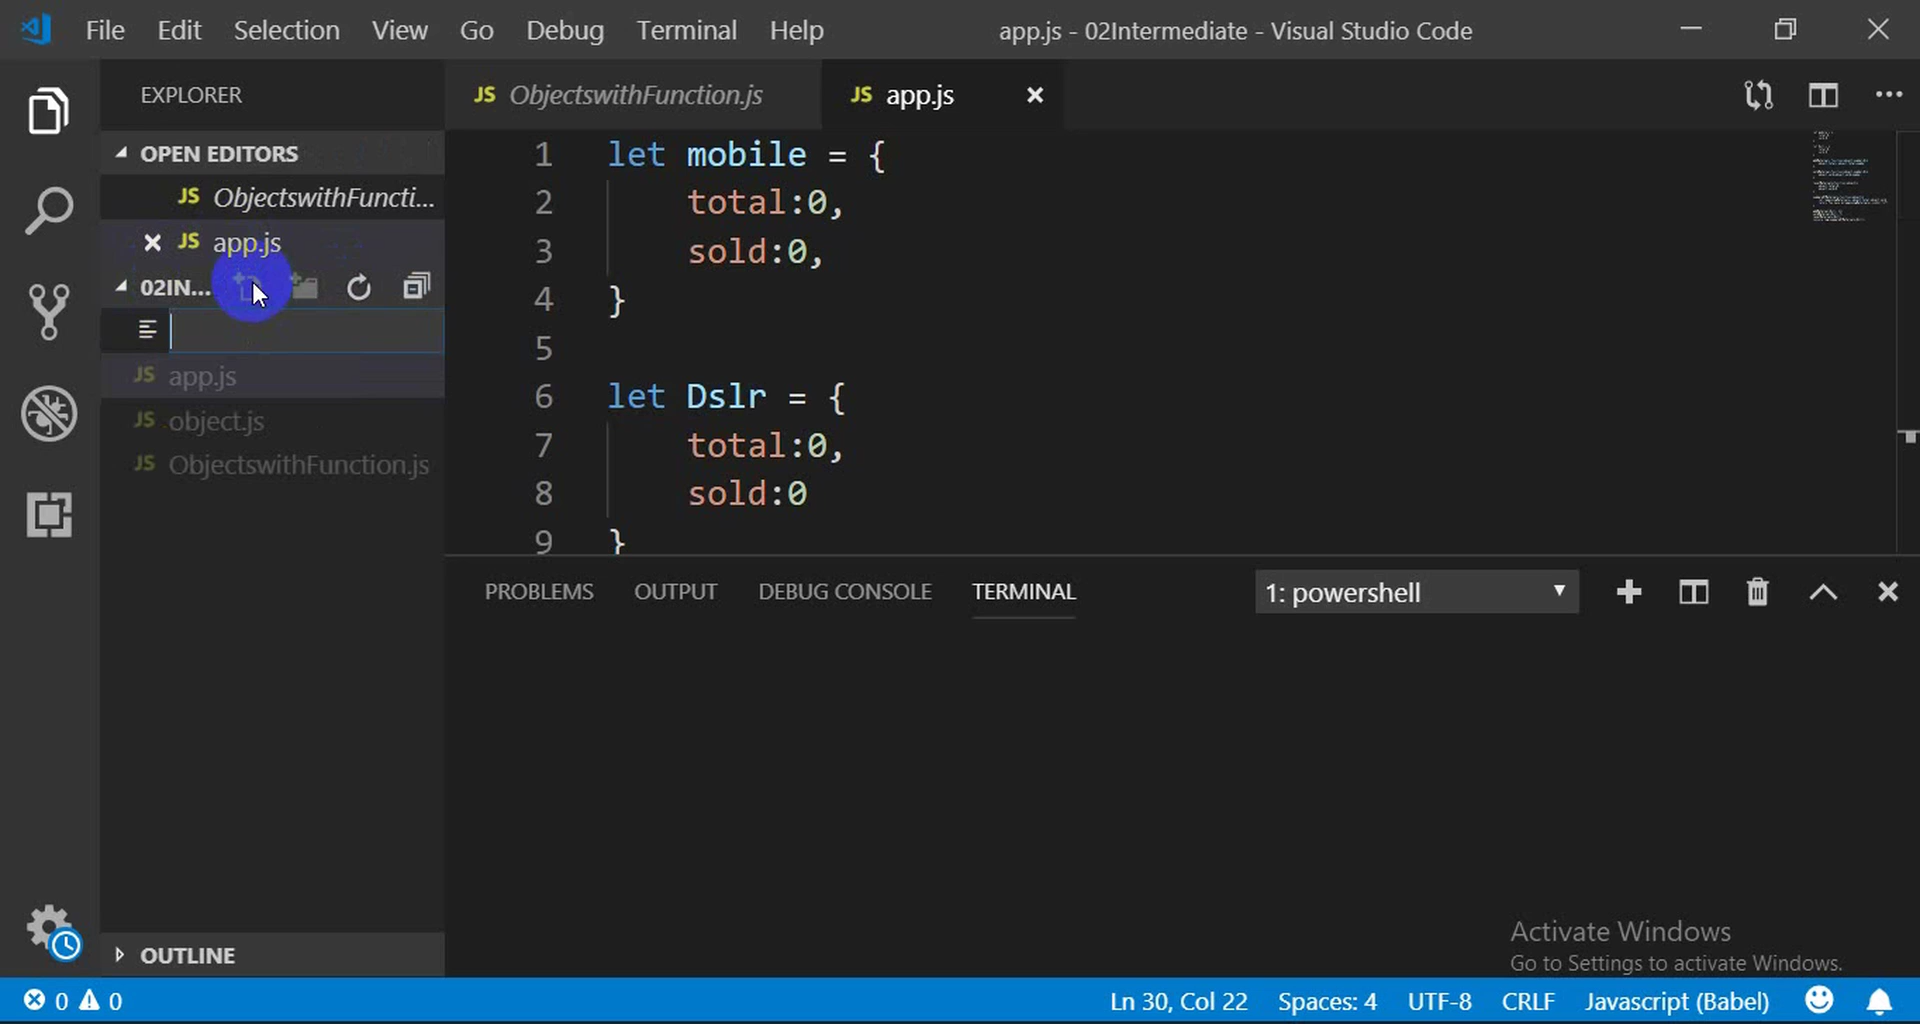 File Edit Selection View Go Debug Terminal Help app.js - 02Intermediate - Visual Studio Code
EXPLORER
JS ObjectswithFunction.js JS app.js
OPEN EDITORS
JS ObjectswithFuncti...
JS app.js
02IN...
JS app.js
JS object.js
JS ObjectswithFunction.js
OUTLINE
1 let mobile = {
2 total:0,
3 sold:0,
4 }
5
6 let Dslr = {
7 total:0,
8 sold:0
9 }
PROBLEMS OUTPUT DEBUG CONSOLE TERMINAL 1: powershell
Activate Windows
Go to Settings to activate Windows.
0 0 Ln 30, Col 22 Spaces: 4 UTF-8 CRLF Javascript (Babel)